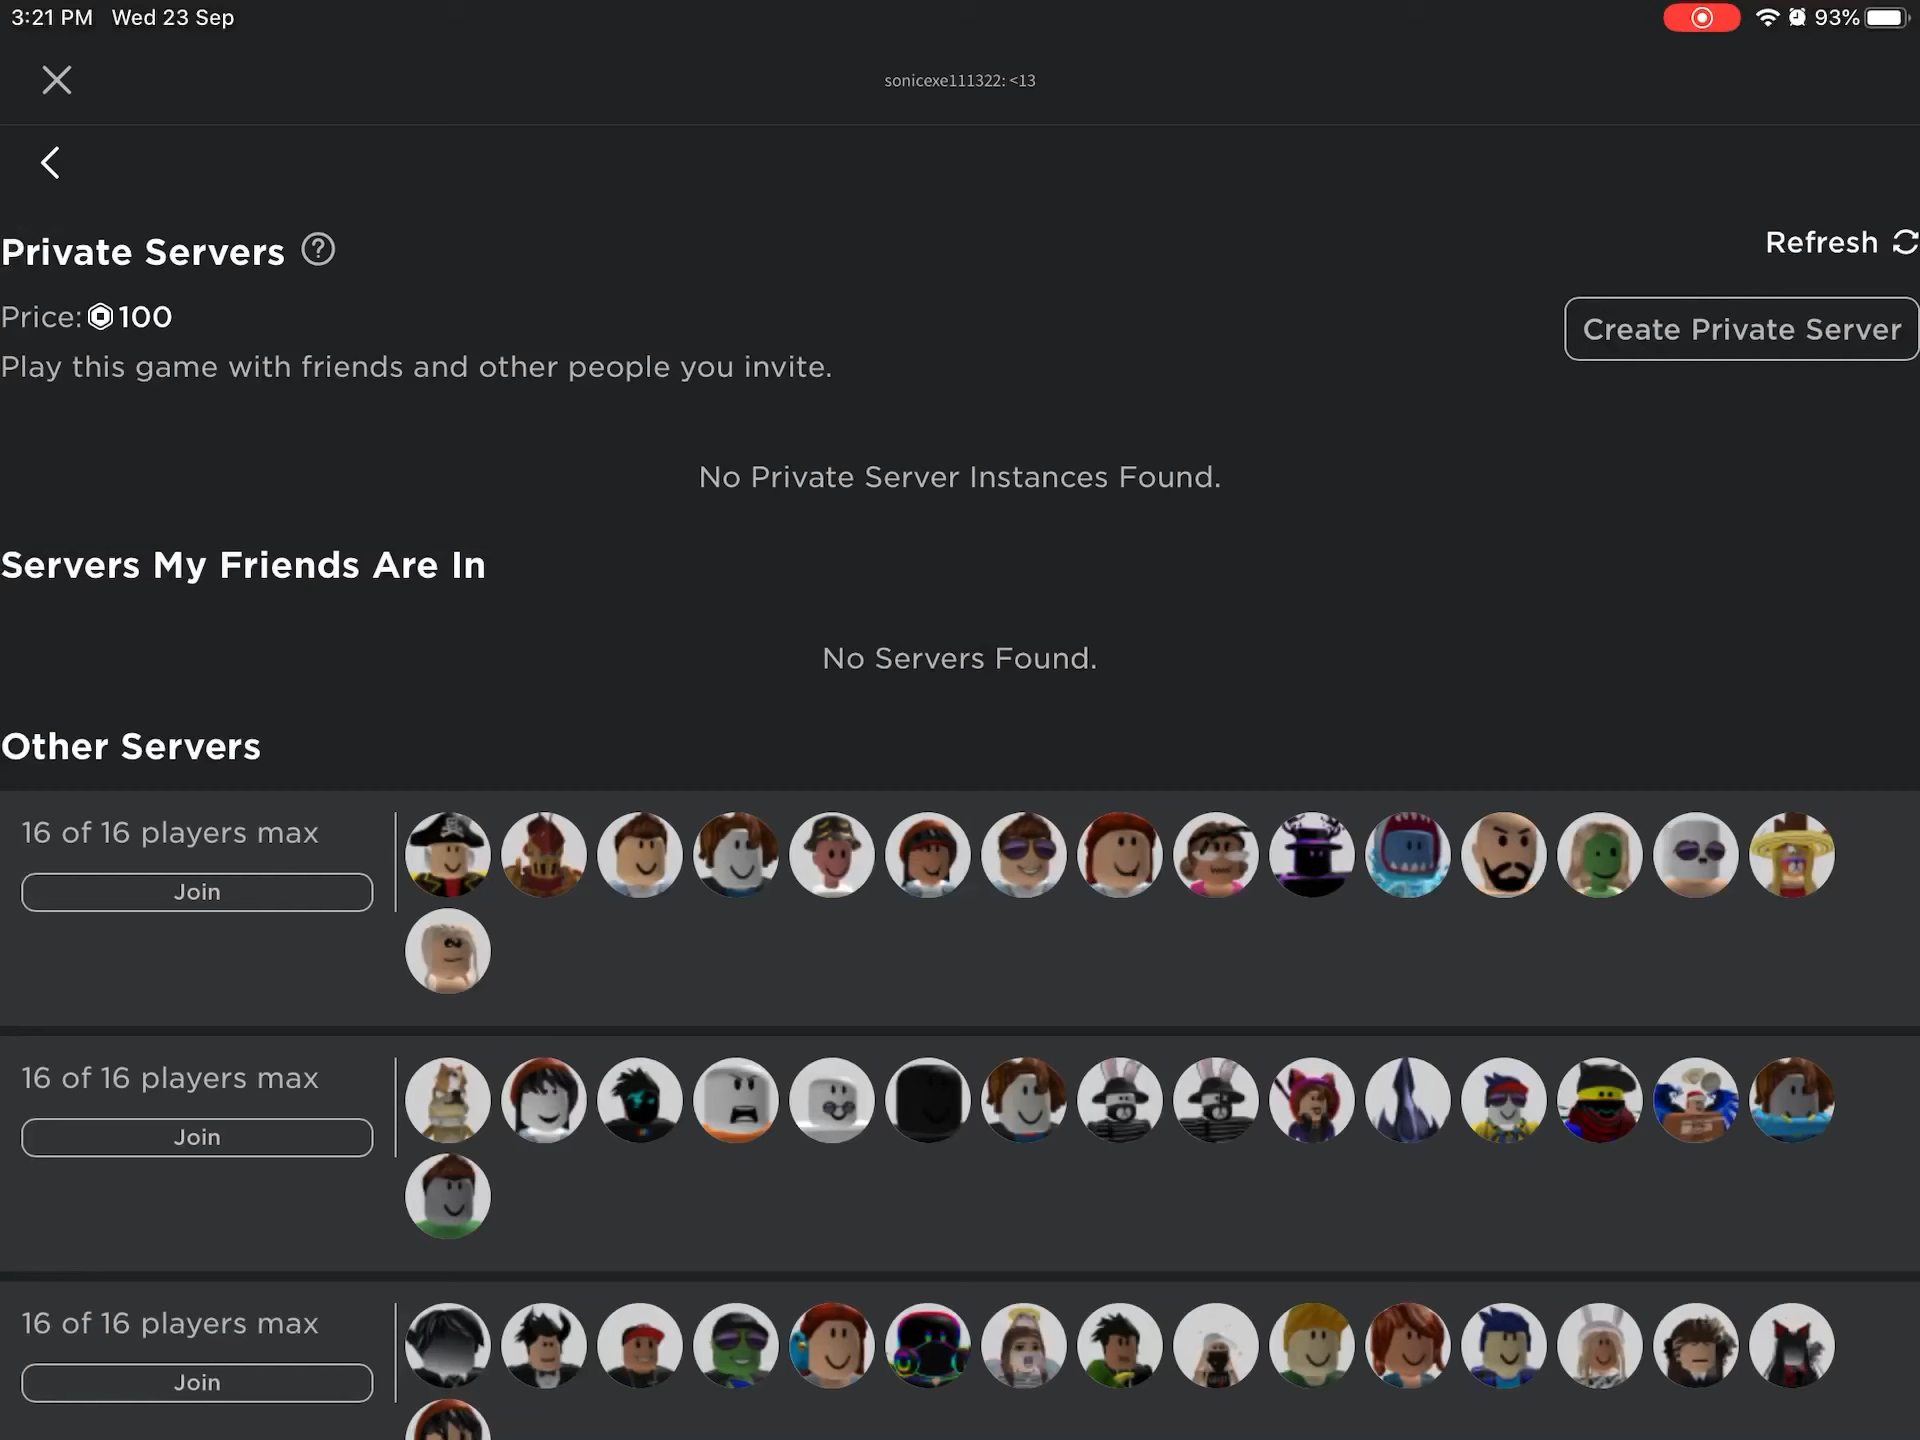 3:21 PM Wed 23 Sep
93%
sonicexe111322: <13
Private Servers ?
Refresh
Price: 100
Create Private Server
Play this game with friends and other people you invite.
No Private Server Instances Found.
Servers My Friends Are In
No Servers Found.
Other Servers
16 of 16 players max
Join
16 of 16 players max
Join
16 of 16 players max
Join